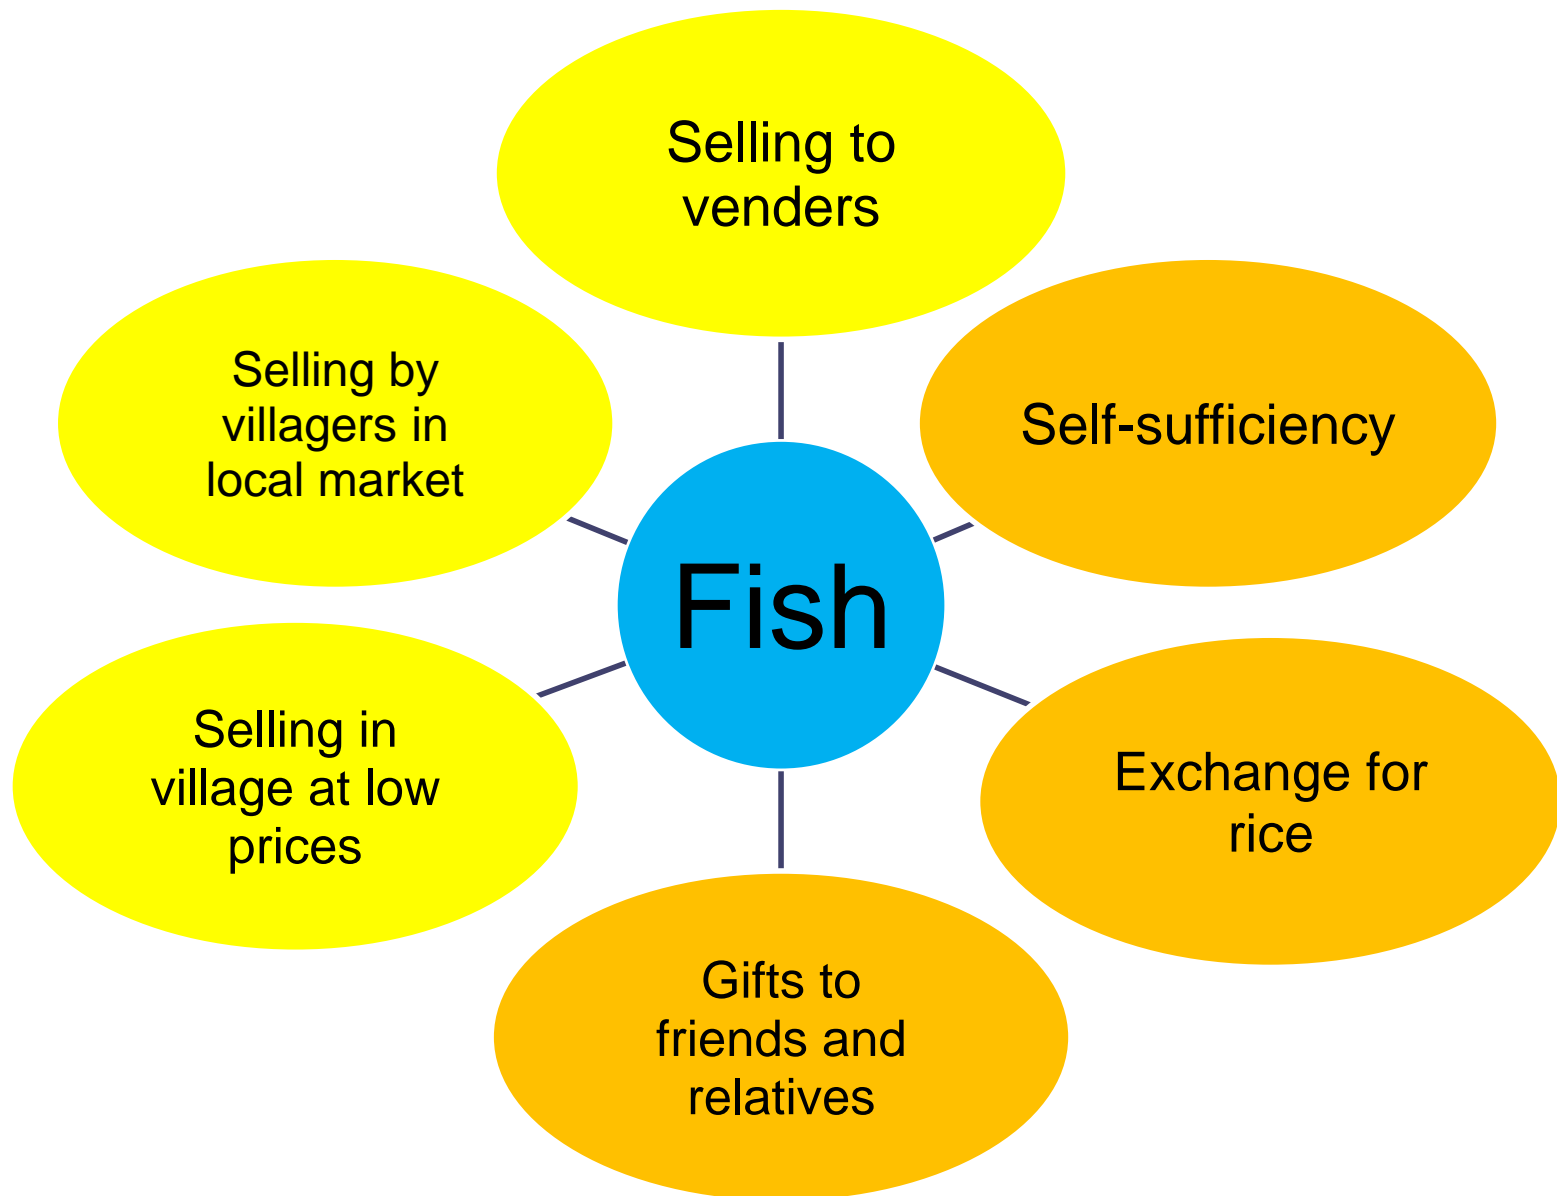 Selling to
venders
Self-sufficiency
Exchange for
rice
Gifts to
friends and
relatives
Selling in
village at low
prices
Selling by
villagers in
local market
Fish